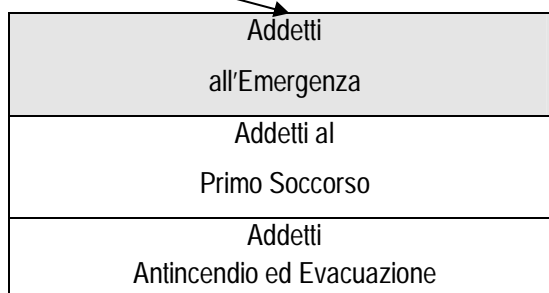 Addetti
all'Emergenza
Addetti al
Primo Soccorso
Addetti
Antincendio ed Evacuazione